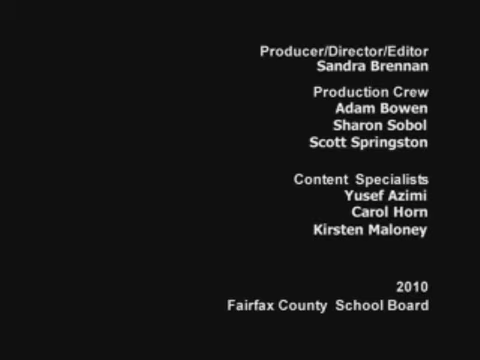 Producer/Director/Editor
Sandra Brennan
Production Crew
Adam Bowen
Sharon Sobol
Scott Springston
Content Specialists
Yusef Azimi
Carol Horn
Kirsten Maloney
2010
Fairfax County School Board